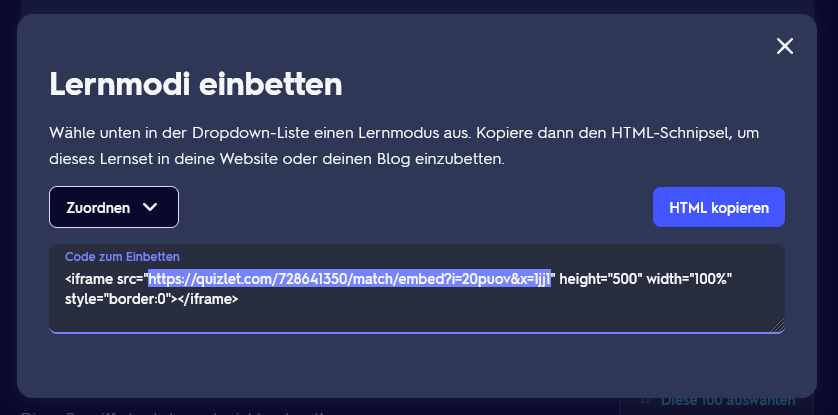 Lernmodi einbetten
Wähle unten in der Dropdown-Liste einen Lernmodus aus. Kopiere dann den HTML-Schnipsel, um
dieses Lernset in deine Website oder deinen Blog einzubetten.
Zuordnen
HTML kopieren
Code zum Einbetten
<iframe src="https://quizlet.com/728641350/match/embed?i=20puov&x=1jj1" height="500" width="100%"
style="border:0"></iframe>
Diese 100 auswählen